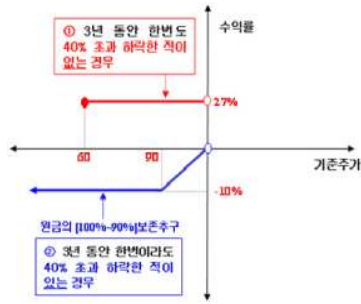 수익률
① 3년 동안 한번도
40% 초과 하락한 적이
없는 경우
27%
60
90
기준주가
-10%
원금의 [100%~90%]보존추구
② 3년 동안 한번이라도
40% 초과 하락한 적이
있는 경우